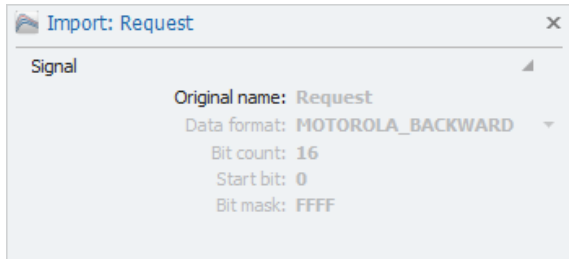 Import: Request
Signal
Original name: Request
Data format: MOTOROLA_BACKWARD
Bit count: 16
Start bit: 0
Bit mask: FFFF